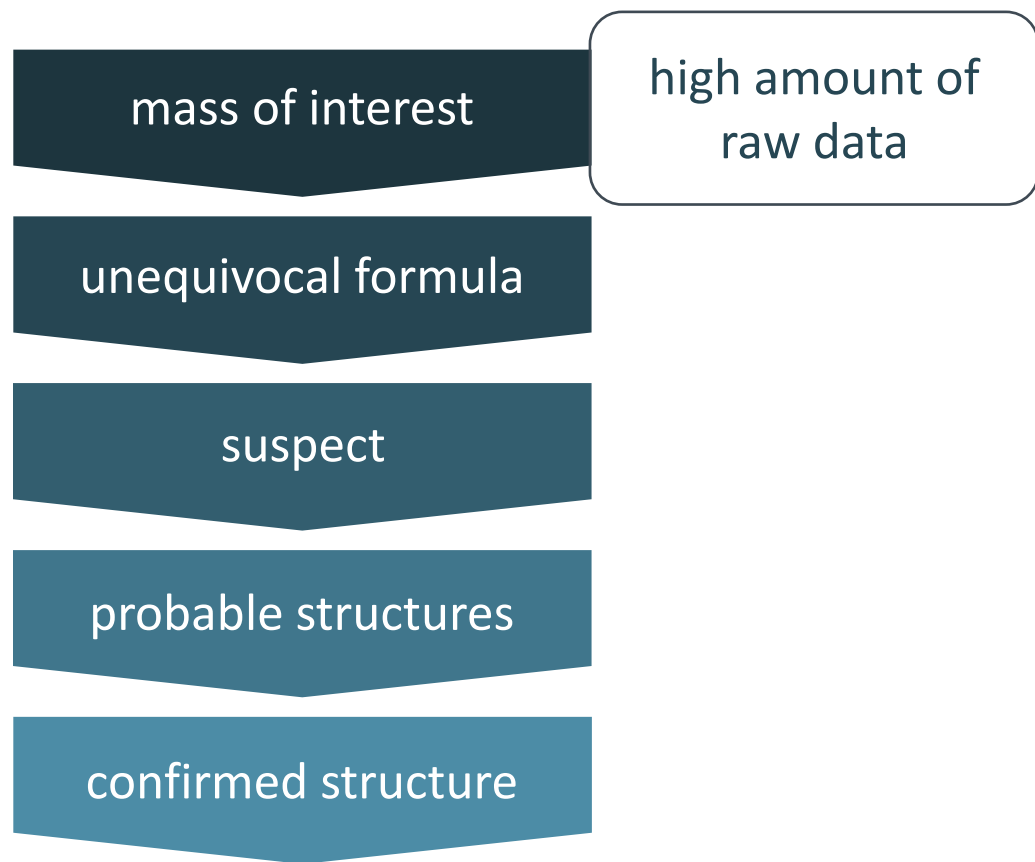 mass of interest
high amount of
raw data
unequivocal formula
suspect
probable structures
confirmed structure